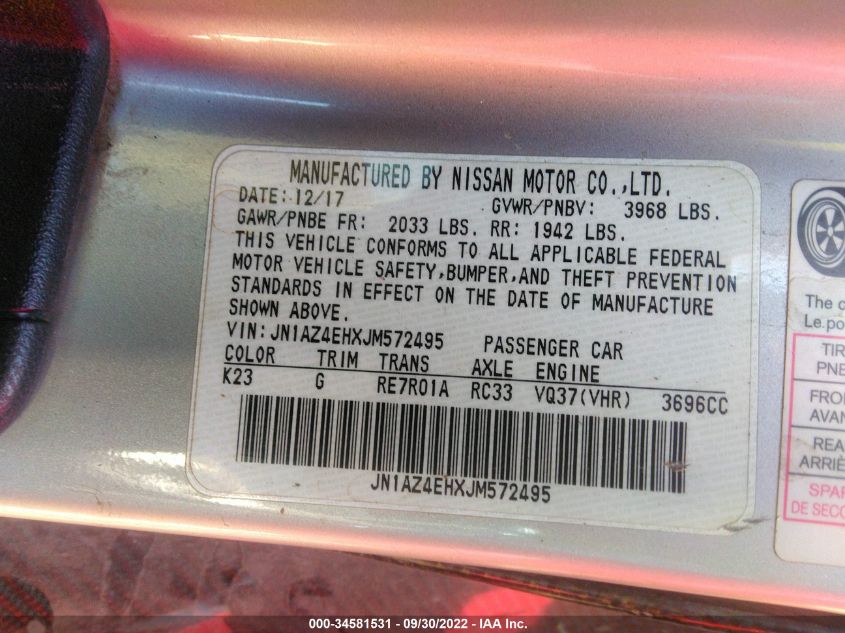 MANUFACTURED BY NISSAN MOTOR CO.,LTD.
DATE: 12/17 GVWR/PNBV: 3968 LBS.
GAWR/PNBE FR: 2033 LBS. RR: 1942 LBS.
THIS VEHICLE CONFORMS TO ALL APPLICABLE FEDERAL
MOTOR VEHICLE SAFETY,BUMPER,AND THEFT PREVENTION
STANDARDS IN EFFECT ON THE DATE OF MANUFACTURE
SHOWN ABOVE.
VIN:JN1AZ4EHXJM572495 PASSENGER CAR
COLOR TRIM TRANS AXLE ENGINE
K23 G RE7R01A RC33 VQ37(VHR) 3696CC
JN1AZ4EHXJM572495
The c
Le.po
TIR
PNE
FRO
AVAN
REA
ARRIÈ
SPAR
DE SECO
000-34581531 - 09/30/2022 - IAA Inc.